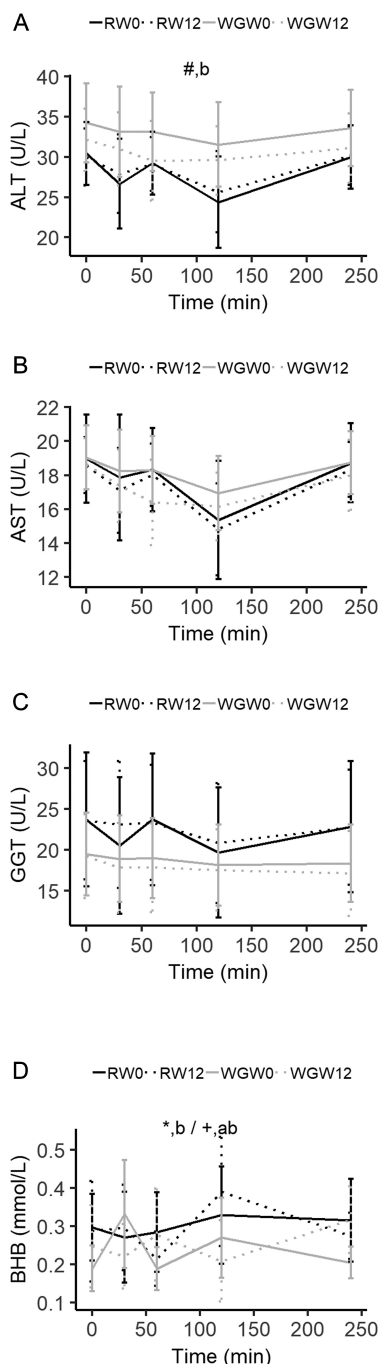 A
RW0 RW12 WGW0 WGW12
#,b
40
35
30
25
20
ALT (U/L)
0 50 100 150 200 250
Time (min)
B
RW0 RW12 WGW0 WGW12
22
20
18
16
14
12
AST (U/L)
0 50 100 150 200 250
Time (min)
C
RW0 RW12 WGW0 WGW12
30
25
20
15
GGT (U/L)
0 50 100 150 200 250
Time (min)
D
RW0 RW12 WGW0 WGW12
*,b / +,ab
0.5
0.4
0.3
0.2
0.1
BHB (mmol/L)
0 50 100 150 200 250
Time (min)